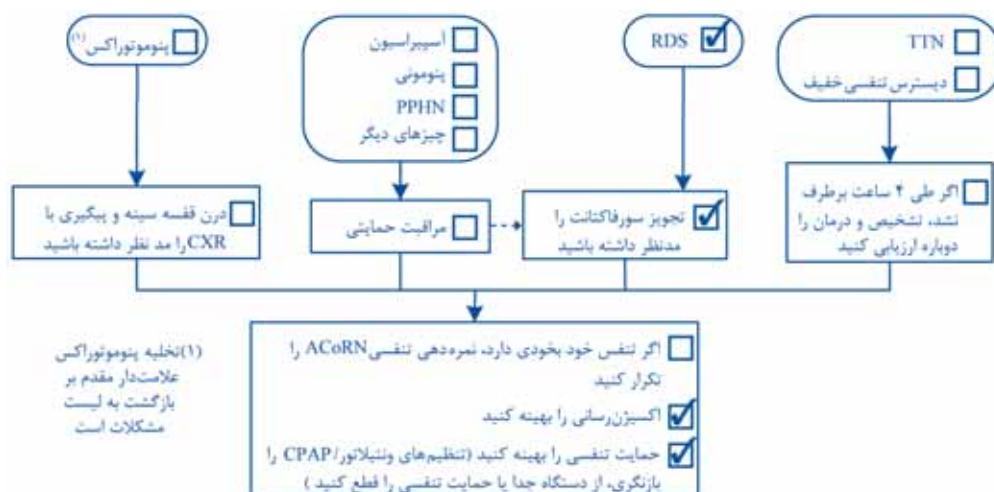 TTN
دیسترس تنفسی خفیف
RDS
آسپیراسیون
پنومونی
PPHN
چیزهای دیگر
پنوموتوراکس (۱)
اگر طی ۴ ساعت برطرف
نشد، تشخیص و درمان را
دوباره ارزیابی کنید
تجویز سورفاکتانت را
مدنظر داشته باشید
مراقبت حمایتی
درن قفسه سینه و پیگیری با
CXR را مد نظر داشته باشید
اگر تنفس خود بخودی دارد، نمره‌دهی تنفسی ACoRN را
تکرار کنید
اکسیژن‌رسانی را بهینه کنید
حمایت تنفسی را بهینه کنید (تنظیم‌های ونتیلاتور/CPAP را
بازنگری، از دستگاه جدا یا حمایت تنفسی را قطع کنید )
(۱)تخلیه پنوموتوراکس
علامت‌دار مقدم بر
بازگشت به لیست
مشکلات است